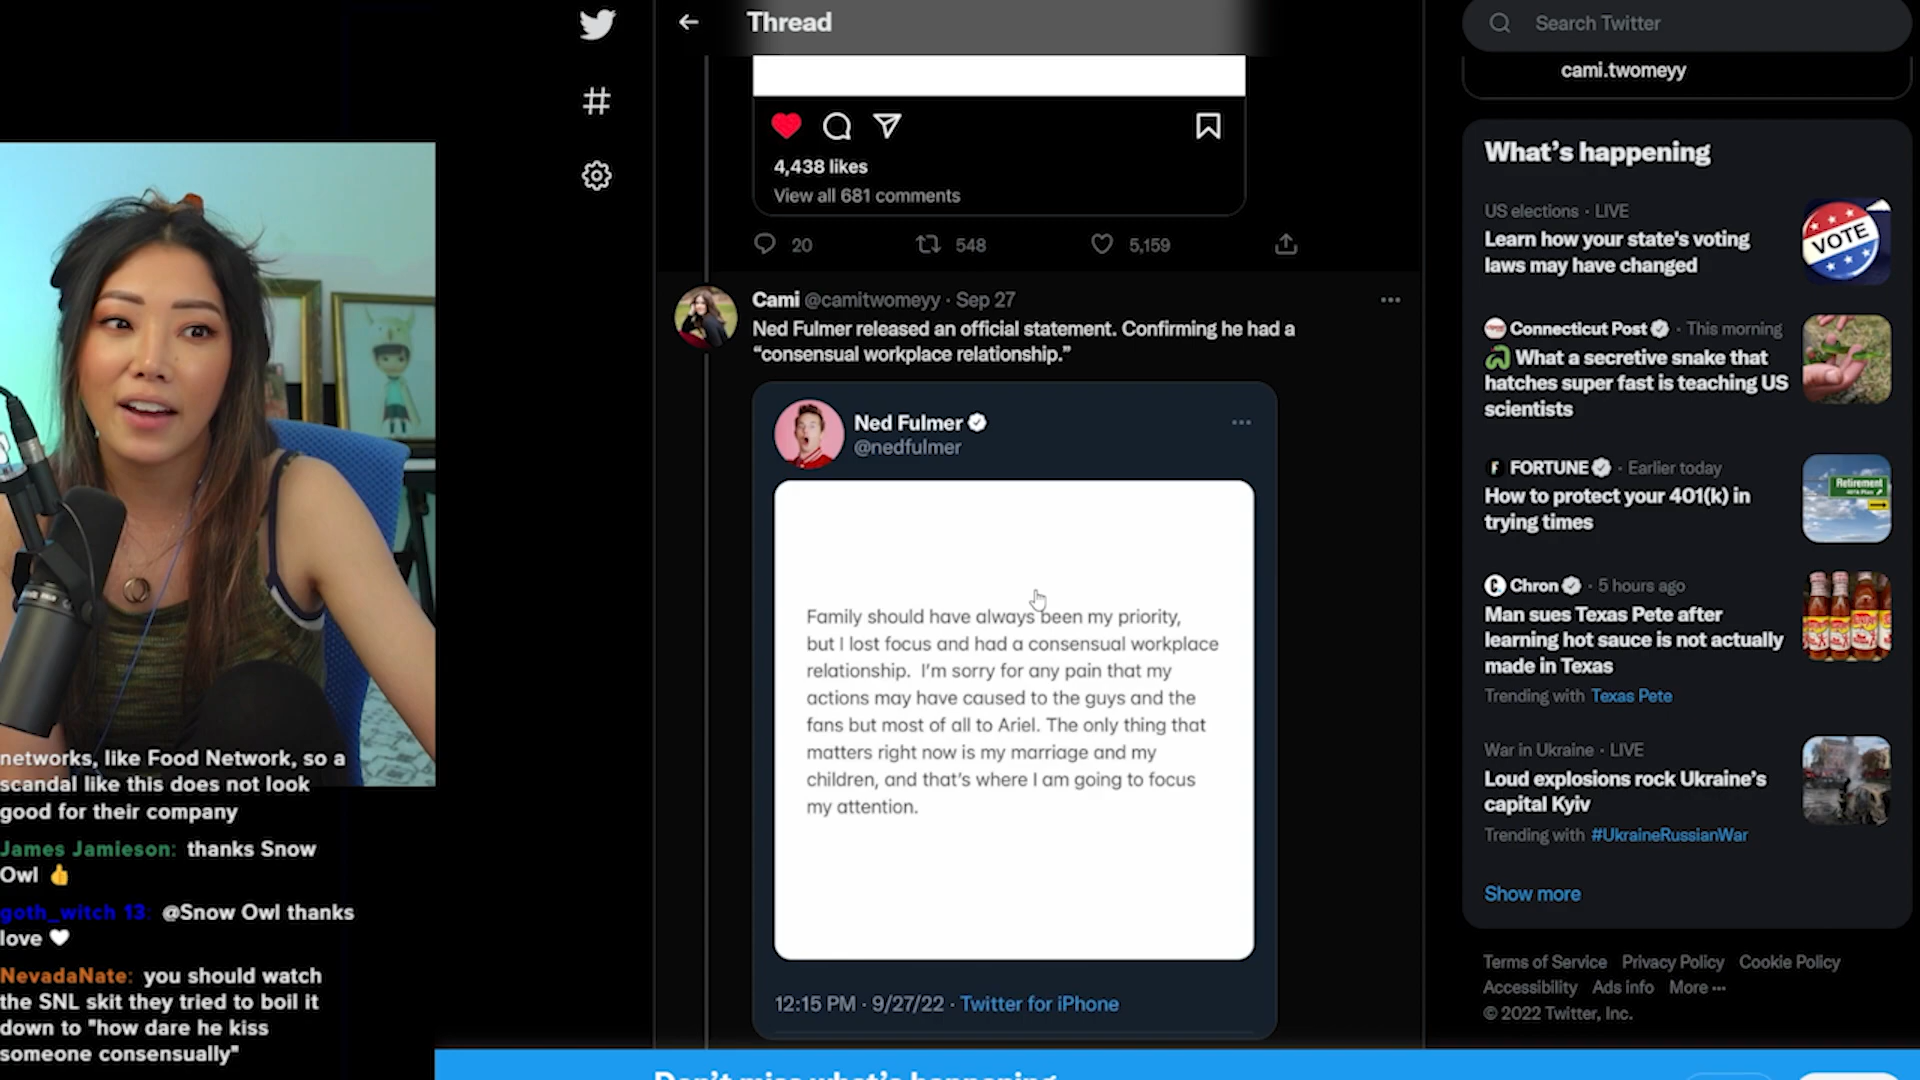 Thread
Search Twitter
cami.twomeyy
4,438 likes
View all 681 comments
20
548
5,159
Cami @camitwomeyy · Sep 27
Ned Fulmer released an official statement. Confirming he had a
“consensual workplace relationship.”
Ned Fulmer
@nedfulmer
Family should have always been my priority,
but I lost focus and had a consensual workplace
relationship.  I'm sorry for any pain that my
actions may have caused to the guys and the
fans but most of all to Ariel. The only thing that
matters right now is my marriage and my
children, and that's where I am going to focus
my attention.
12:15 PM · 9/27/22 · Twitter for iPhone
What's happening
US elections · LIVE
Learn how your state's voting
laws may have changed
VOTE
Connecticut Post · This morning
What a secretive snake that
hatches super fast is teaching US
scientists
FORTUNE · Earlier today
How to protect your 401(k) in
trying times
Retirement
Chron · 5 hours ago
Man sues Texas Pete after
learning hot sauce is not actually
made in Texas
Trending with Texas Pete
War in Ukraine · LIVE
Loud explosions rock Ukraine's
capital Kyiv
Trending with #UkraineRussianWar
Show more
Terms of Service Privacy Policy Cookie Policy
Accessibility Ads info More ···
© 2022 Twitter, Inc.
networks, like Food Network, so a
scandal like this does not look
good for their company
James Jamieson: thanks Snow
Owl 👍
goth_witch 13: @Snow Owl thanks
love 🤍
NevadaNate: you should watch
the SNL skit they tried to boil it
down to "how dare he kiss
someone consensually"
Don't miss what's happening